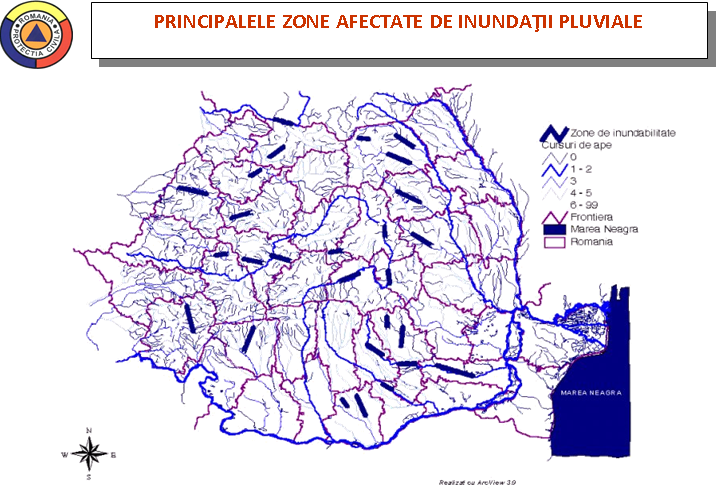 ROMANIA
PROTECTIA CIVILA
PRINCIPALELE ZONE AFECTATE DE INUNDAŢII PLUVIALE
Zone de inundabilitate
Cursuri de ape
0
1 - 2
3
4 - 5
6 - 99
Frontiera
Marea Neagra
Romania
MAREA NEAGRA
N
W E
S
Realizat cu ArcView 3.9